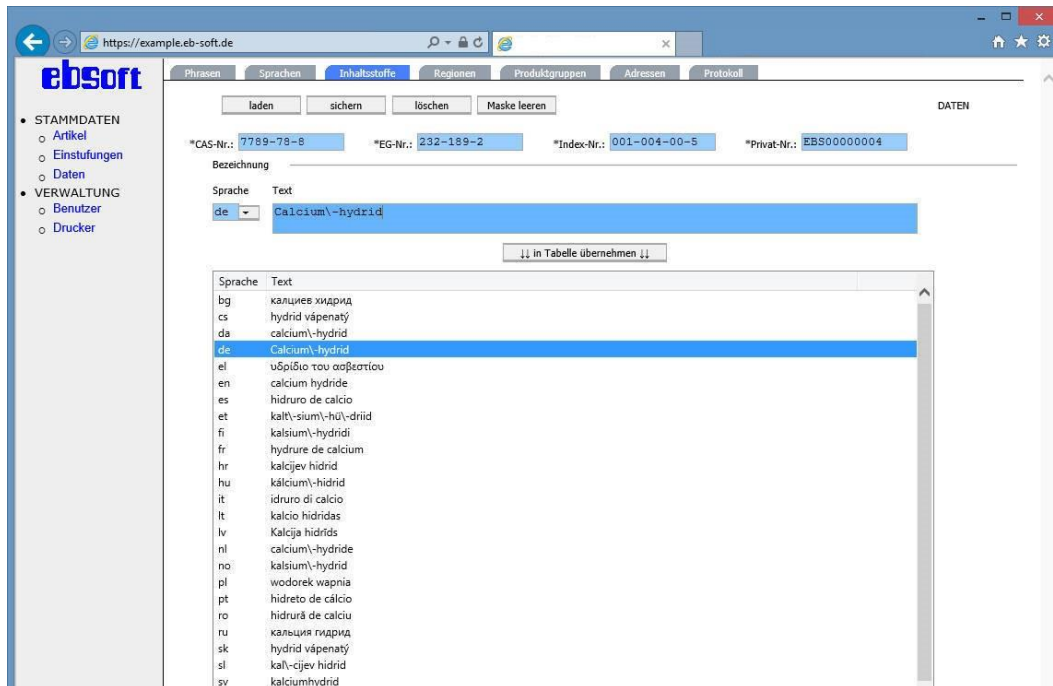 https://example.eb-soft.de
ebsoft
Phrasen Sprachen Inhaltsstoffe Regionen Produktgruppen Adressen Protokoll
laden sichern löschen Maske leeren DATEN
STAMMDATEN
Artikel
Einstufungen
Daten
VERWALTUNG
Benutzer
Drucker
*CAS-Nr.: 7789-78-8 *EG-Nr.: 232-189-2 *Index-Nr.: 001-004-00-5 *Privat-Nr.: EBS00000004
Bezeichnung
Sprache Text
de Calcium\-hydrid
↓↓ in Tabelle übernehmen ↓↓
Sprache Text
bg калциев хидрид
cs hydrid vápenatý
da calcium\-hydrid
de Calcium\-hydrid
el υδρίδιο του ασβεστίου
en calcium hydride
es hidruro de calcio
et kalt\-sium\-hü\-driid
fi kalsium\-hydridi
fr hydrure de calcium
hr kalcijev hidrid
hu kálcium\-hidrid
it idruro di calcio
lt kalcio hidridas
lv Kalcija hidrīds
nl calcium\-hydride
no kalsium\-hydrid
pl wodorek wapnia
pt hidreto de cálcio
ro hidrură de calciu
ru кальция гидрид
sk hydrid vápenatý
sl kal\-cijev hidrid
sv kalciumhydrid